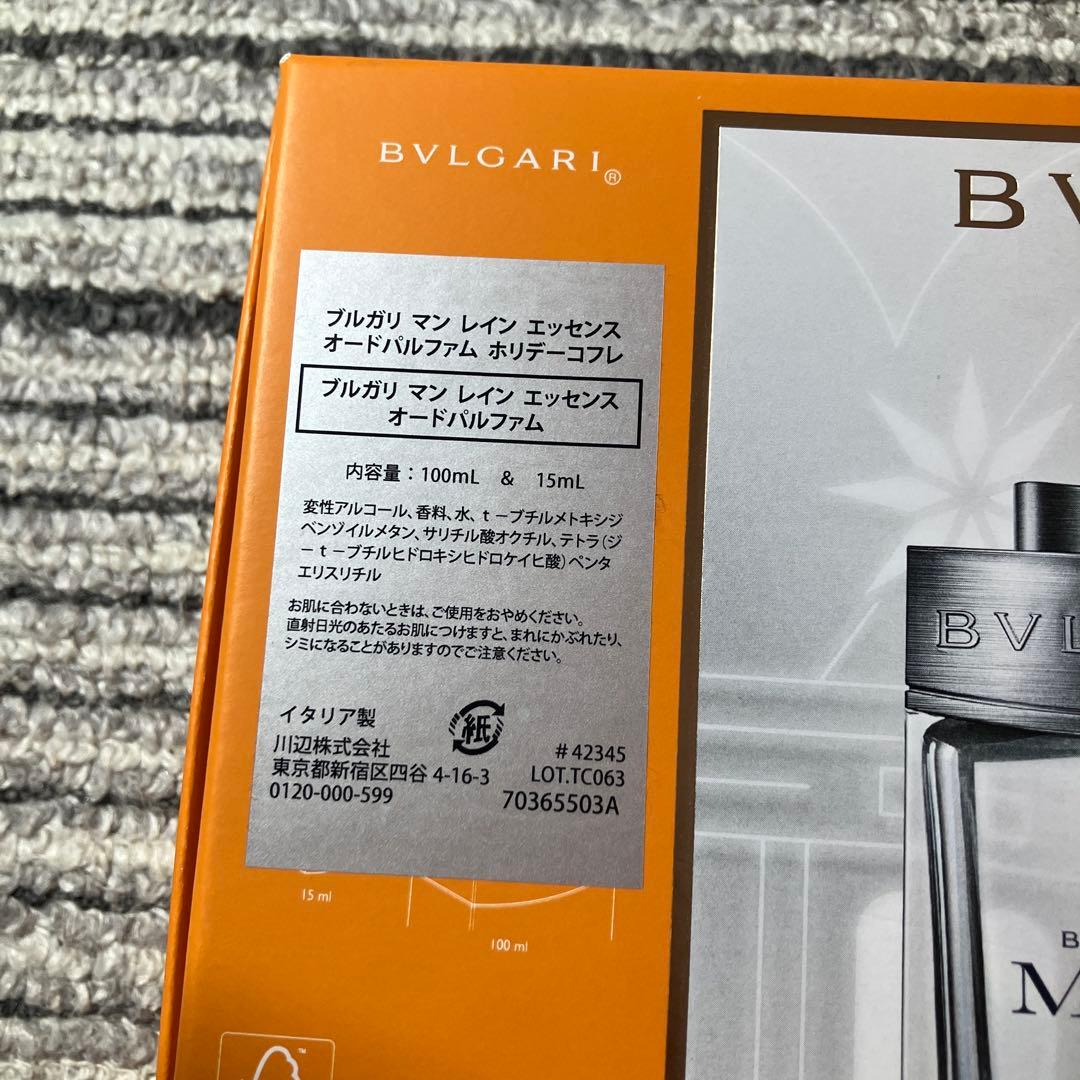 BVLGARI®
ブルガリ マン レイン エッセンス
オードパルファム ホリデーコフレ
ブルガリ マン レイン エッセンス
オードパルファム
内容量：100mL & 15mL
変性アルコール、香料、水、t－ブチルメトキシジ
ベンゾイルメタン、サリチル酸オクチル、テトラ（ジ
－t－ブチルヒドロキシヒドロケイヒ酸）ペンタ
エリスリチル
お肌に合わないときは、ご使用をおやめください。
直射日光のあたるお肌につけますと、まれにかぶれたり、
シミになることがありますのでご注意ください。
イタリア製
紙
川辺株式会社
東京都新宿区四谷 4-16-3
0120-000-599
#42345
LOT.TC063
70365503A
15 ml
100 ml
™
BV
BVL
B
M